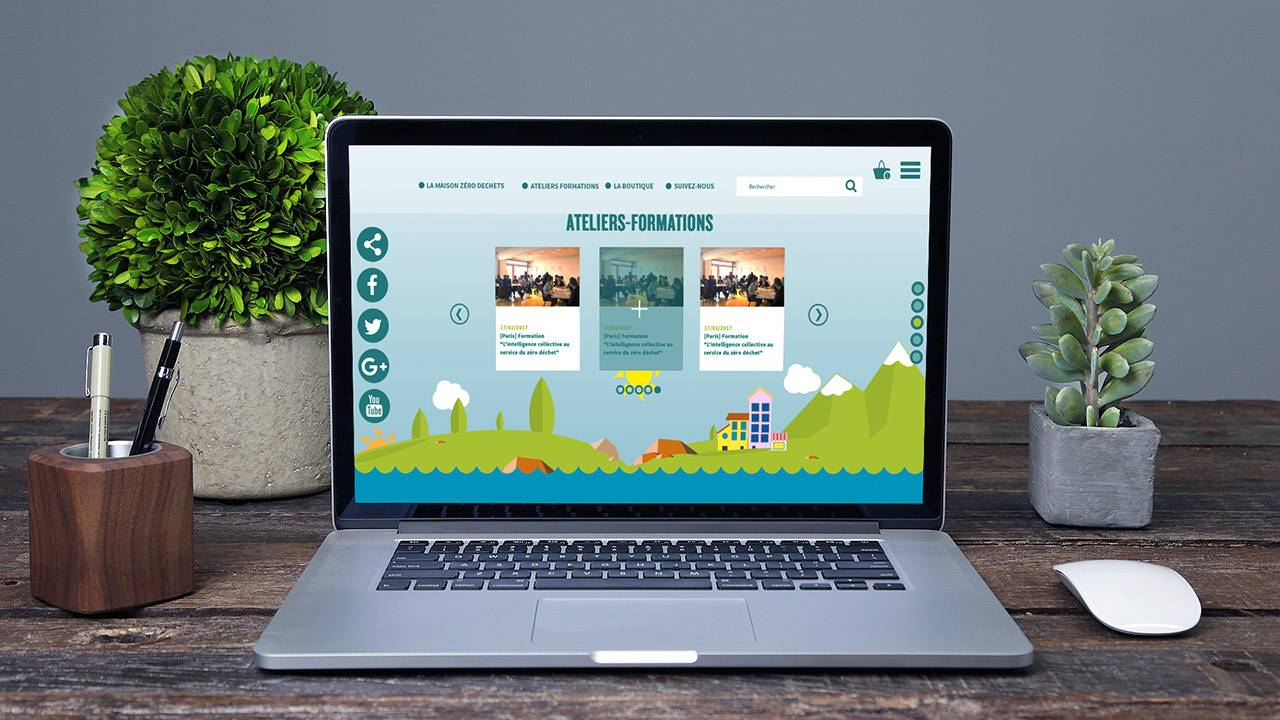 LA MAISON ZÉRO DECHETS
ATELIERS FORMATIONS
LA BOUTIQUE
SUIVEZ-NOUS
Rechercher
ATELIERS-FORMATIONS
17/02/2017
[Paris] Formation
"L'intelligence collective au
service du zéro déchet"
17/02/2017
[Paris] Formation
"L'intelligence collective au
service du zéro déchet"
17/02/2017
[Paris] Formation
"L'intelligence collective au
service du zéro déchet"
G+
You
Tube